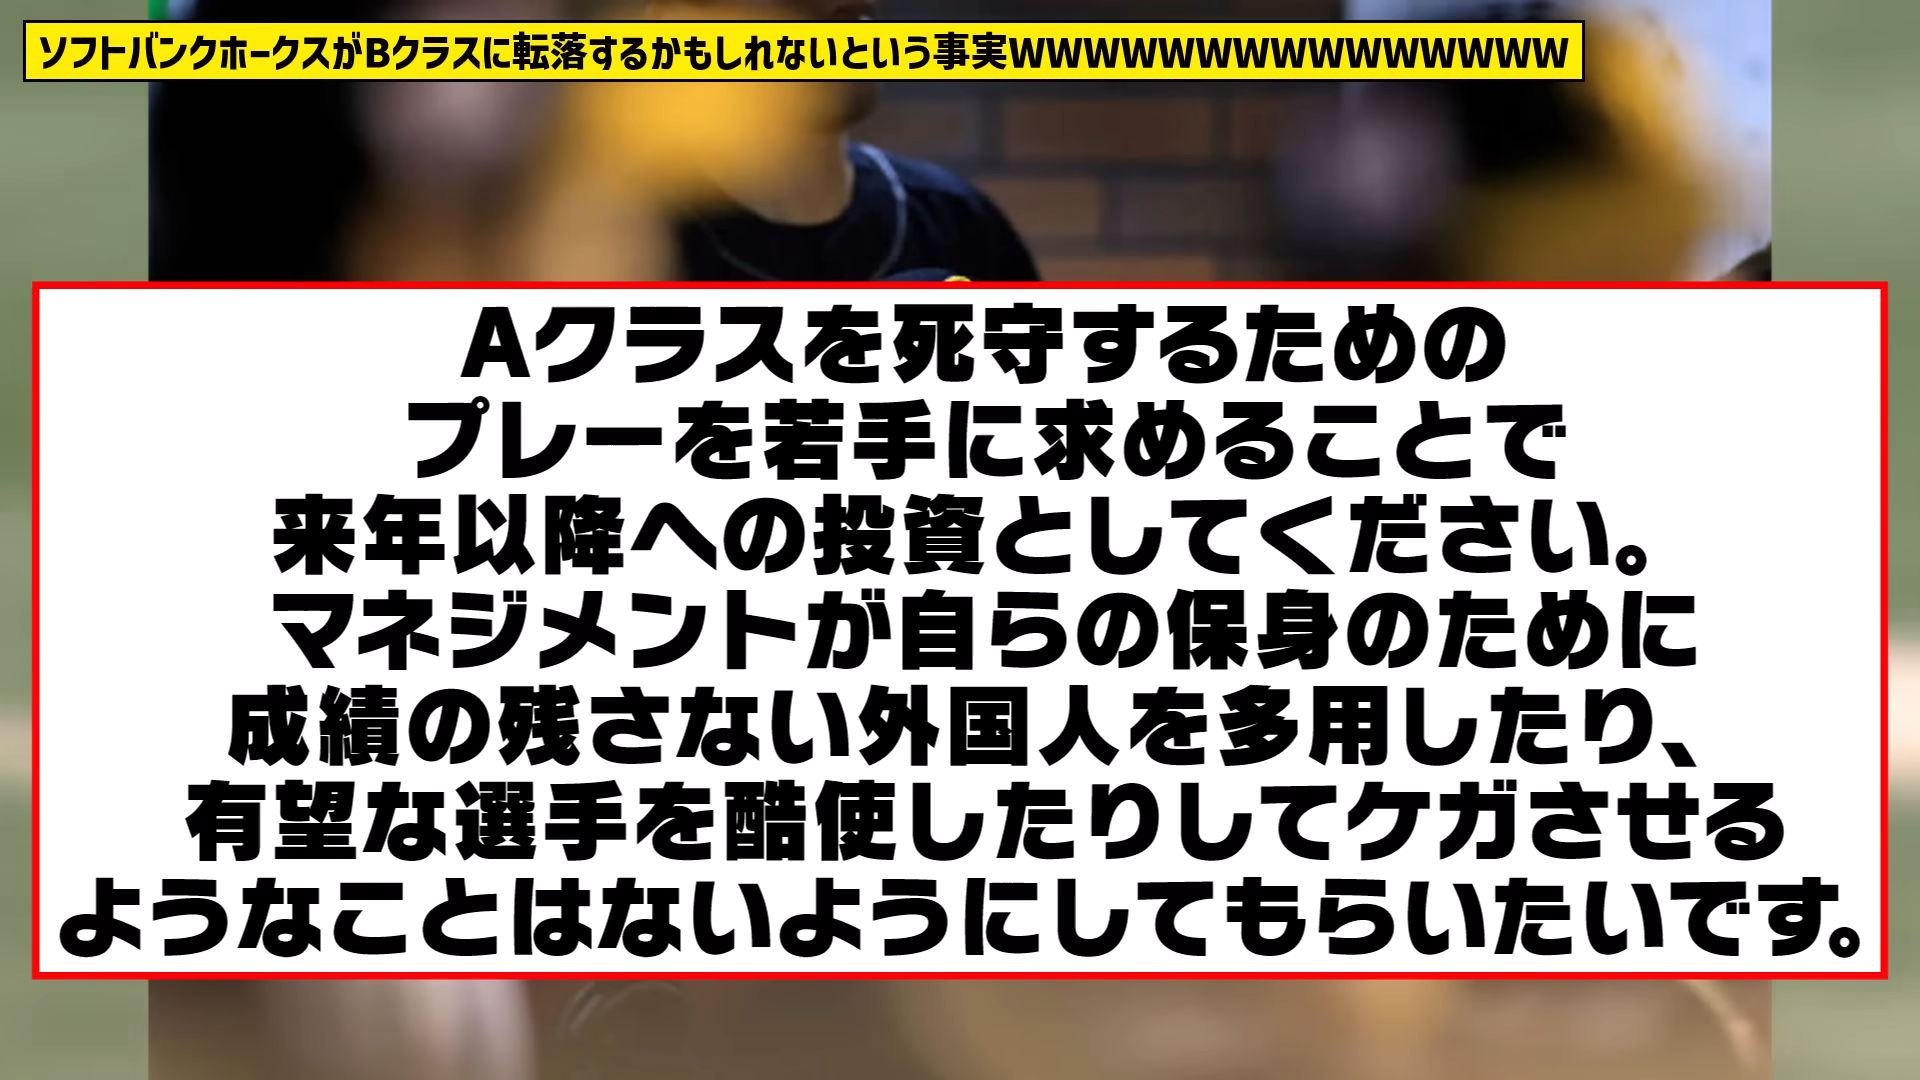 ソフトバンクホークスがBクラスに転落するかもしれないという事実WWWWWWWWWWWWWWW
Aクラスを死守するための
プレーを若手に求めることで
来年以降への投資としてください。
マネジメントが自らの保身のために
成績の残さない外国人を多用したり、
有望な選手を酷使したりしてケガさせる
ようなことはないようにしてもらいたいです。